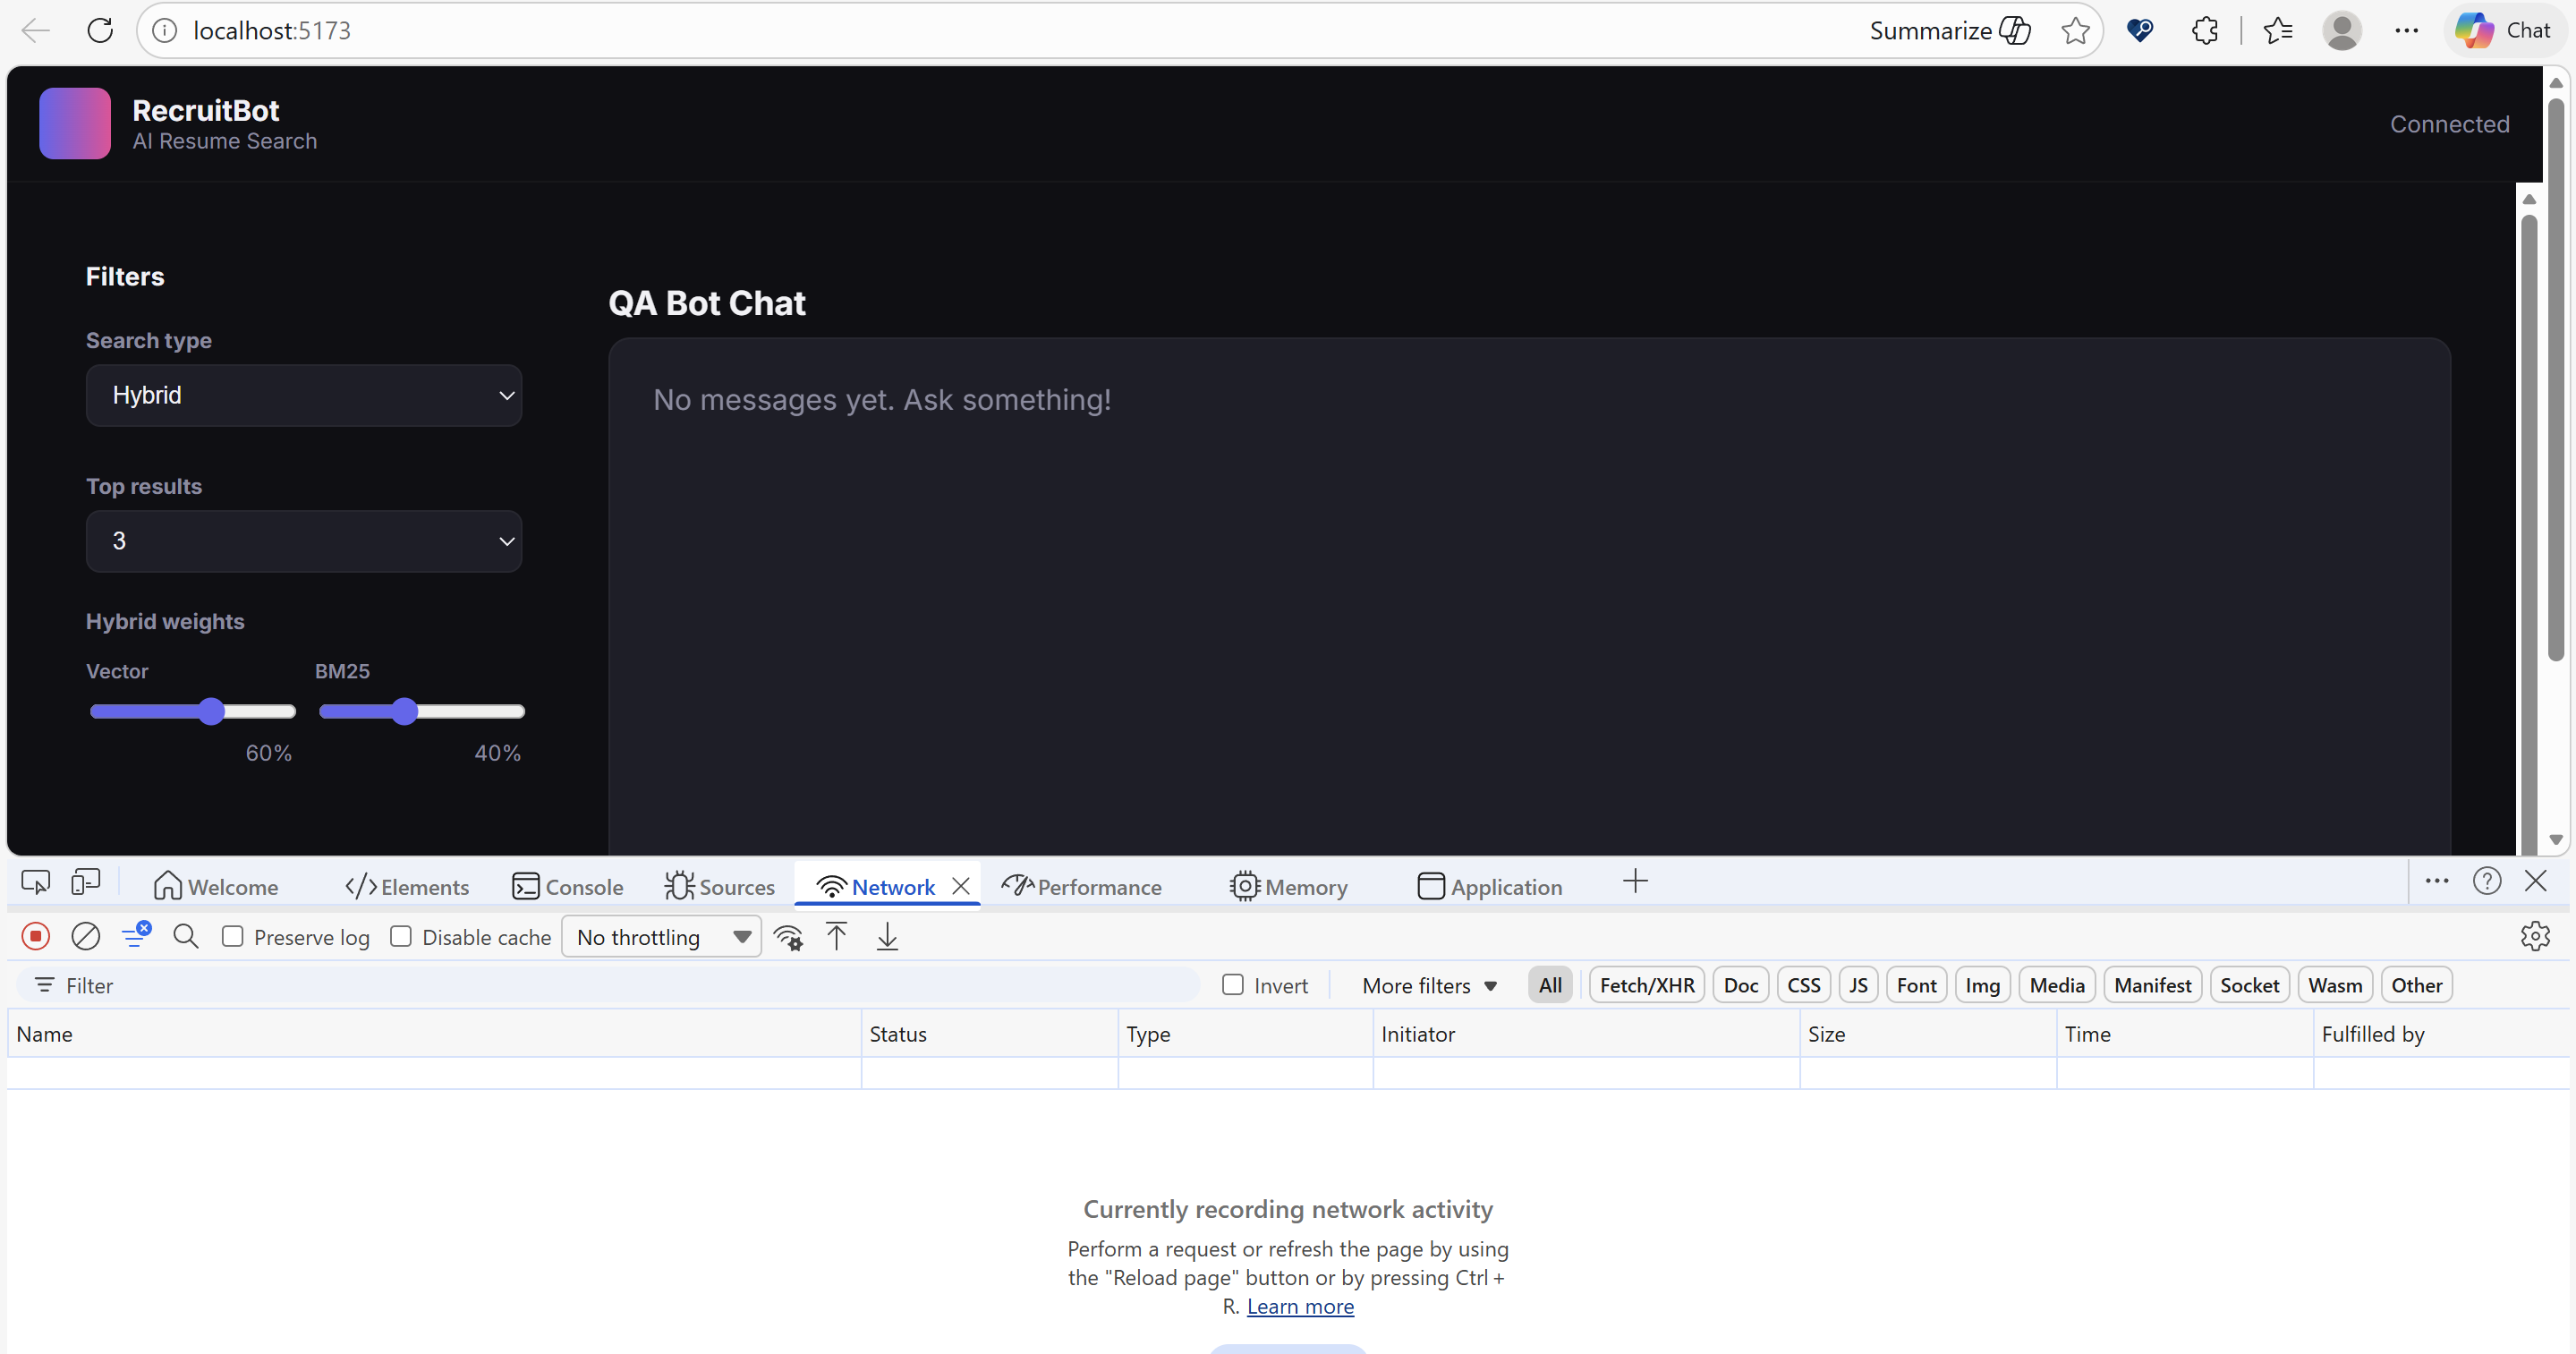 localhost:5173
Summarize
Chat
RecruitBot
AI Resume Search
Connected
Filters
Search type
Hybrid
Top results
3
Hybrid weights
Vector BM25
60% 40%
QA Bot Chat
No messages yet. Ask something!
Welcome Elements Console Sources Network Performance Memory Application
Preserve log Disable cache No throttling
Filter Invert More filters All Fetch/XHR Doc CSS JS Font Img Media Manifest Socket Wasm Other
Name Status Type Initiator Size Time Fulfilled by
Currently recording network activity
Perform a request or refresh the page by using
the "Reload page" button or by pressing Ctrl +
R. Learn more